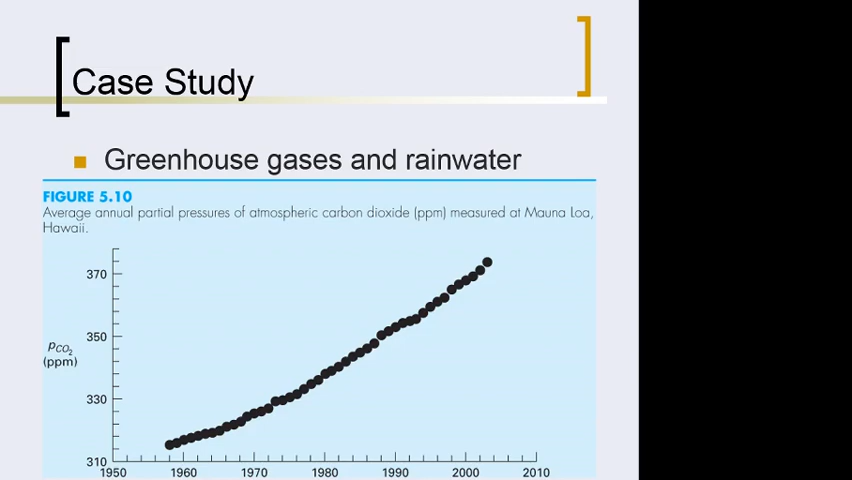 Case Study
Greenhouse gases and rainwater
FIGURE 5.10
Average annual partial pressures of atmospheric carbon dioxide (ppm) measured at Mauna Loa,
Hawaii.
370
350
pCO2
(ppm)
330
310
1950 1960 1970 1980 1990 2000 2010